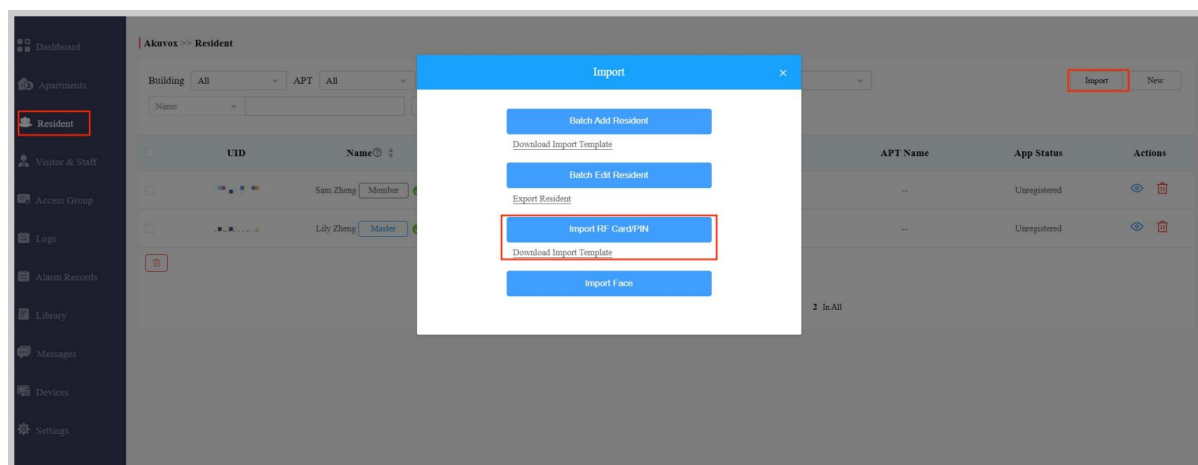 Dashboard
Akuvox >> Resident
Import
×
Apartments
Building All
APT All
Import
New
Name
Resident
Batch Add Resident
Download Import Template
UID
Name
APT Name
App Status
Actions
Visitor & Staff
Batch Edit Resident
Sam Zheng Member
--
Unregistered
Access Group
Export Resident
Import RF Card/PIN
Lily Zheng Master
--
Unregistered
Logs
Download Import Template
Alarm Records
Import Face
Library
2 In All
Messages
Devices
Settings